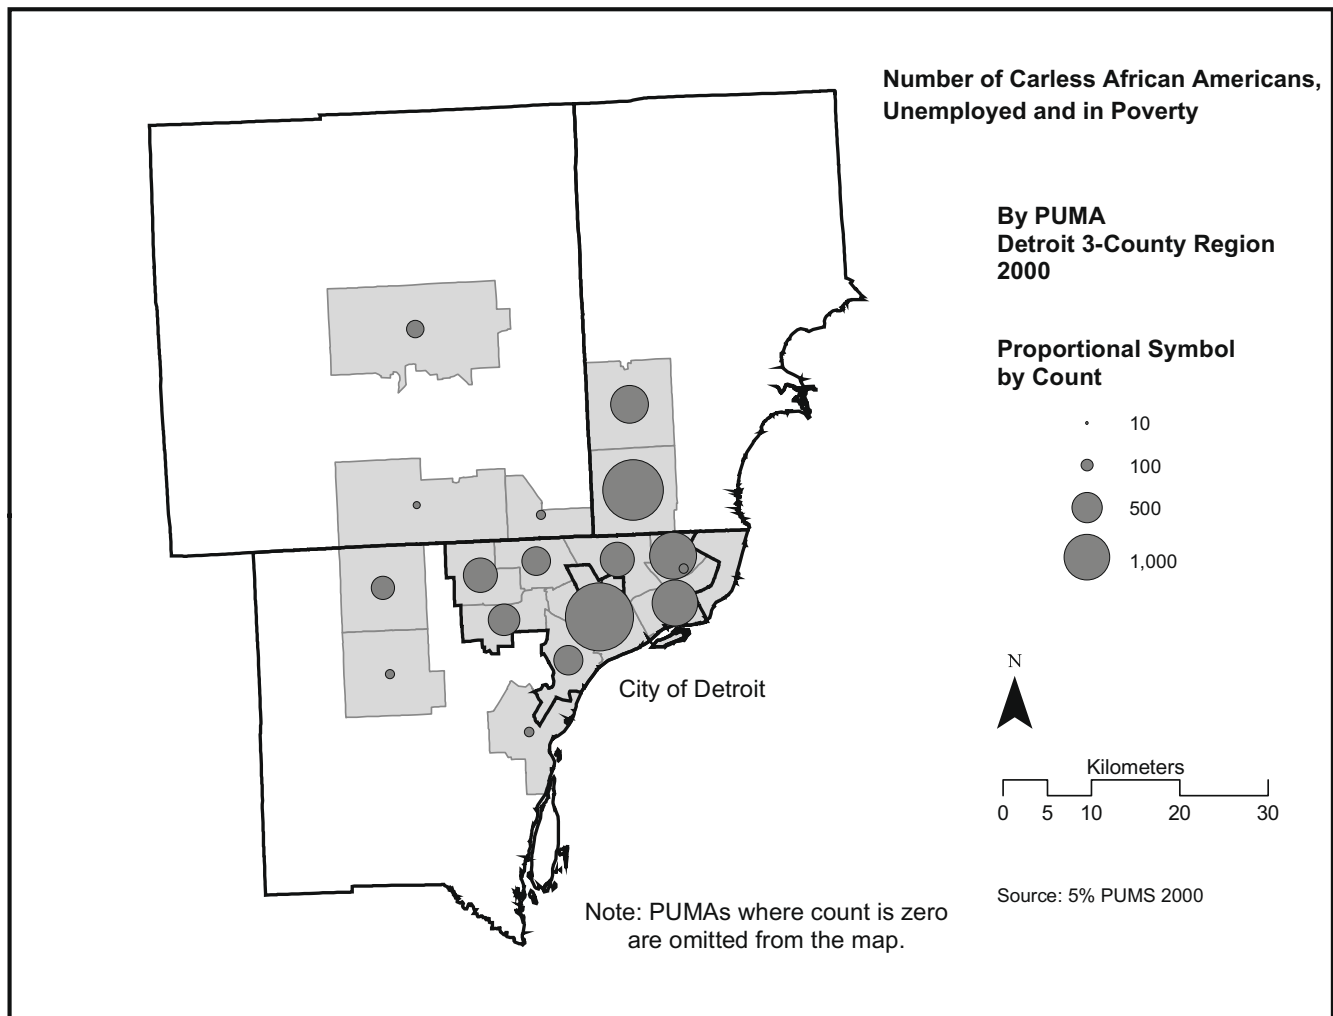 Number of Carless African Americans,
Unemployed and in Poverty
By PUMA
Detroit 3-County Region
2000
Proportional Symbol
by Count
10
100
500
1,000
City of Detroit
N
Kilometers
0 5 10 20 30
Source: 5% PUMS 2000
Note: PUMAs where count is zero
are omitted from the map.